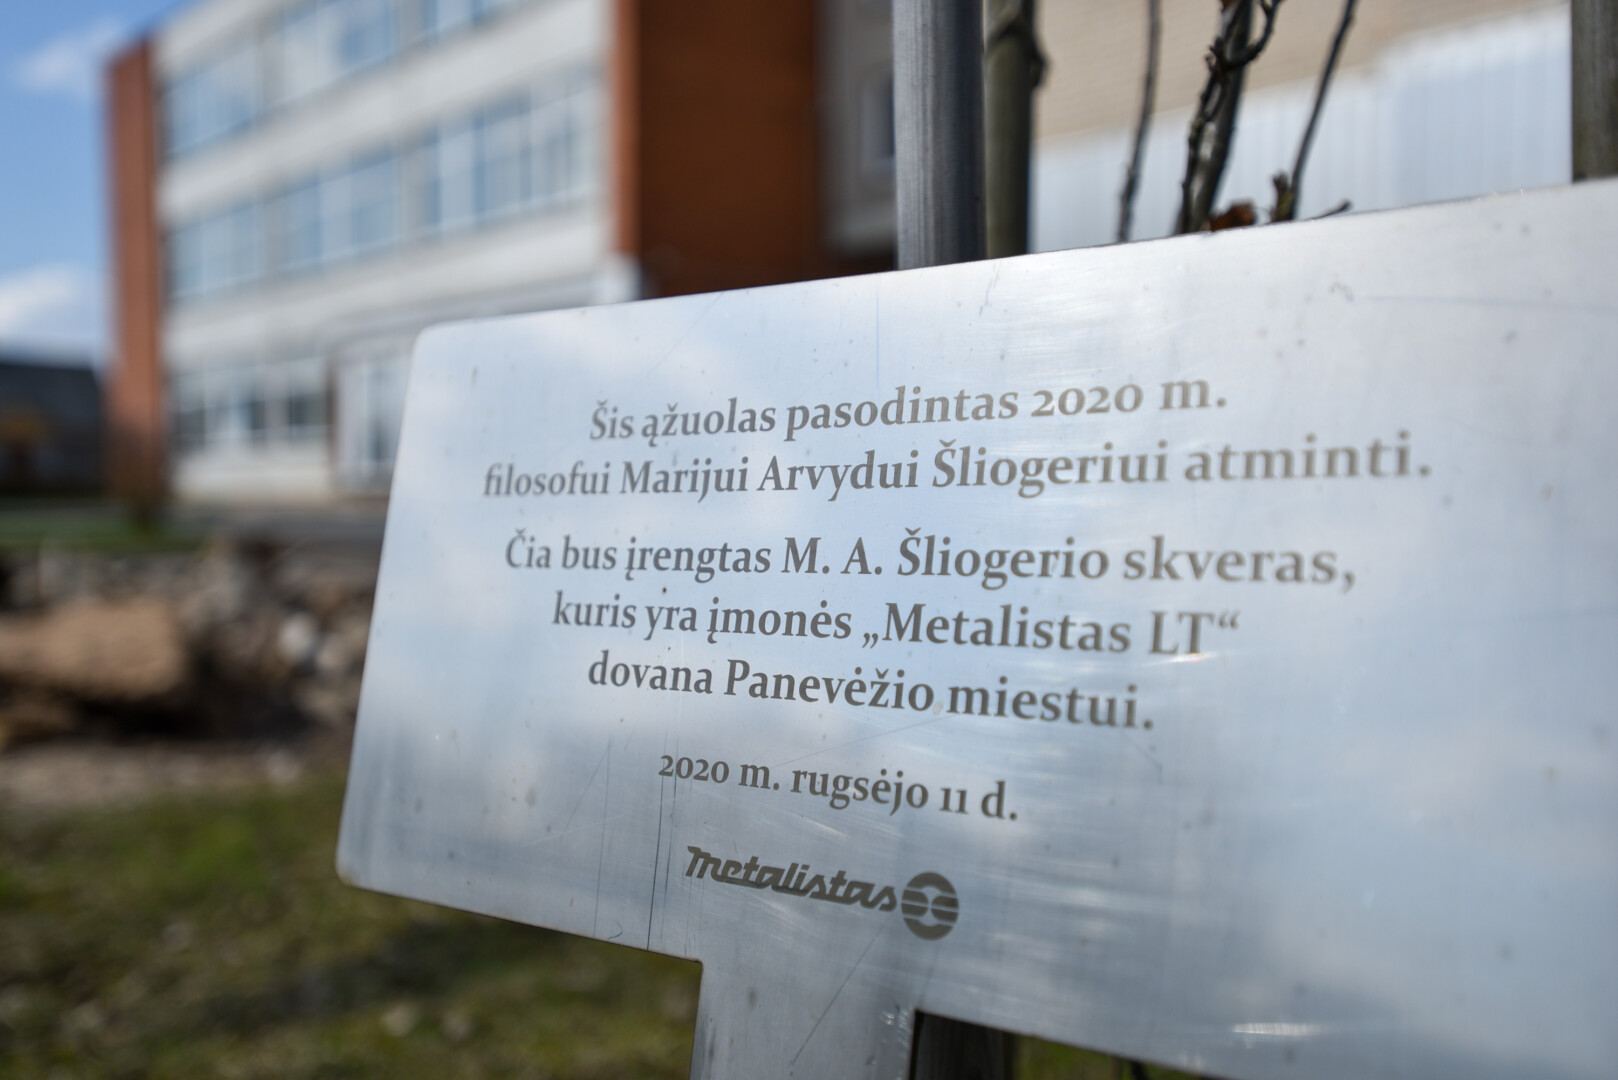 Šis ąžuolas pasodintas 2020 m.
filosofui Marijui Arvydui Šliogeriui atminti.
Čia bus įrengtas M. A. Šliogerio skveras,
kuris yra įmonės „Metalistas LT“
dovana Panevėžio miestui.
2020 m. rugsėjo 11 d.
metalistas